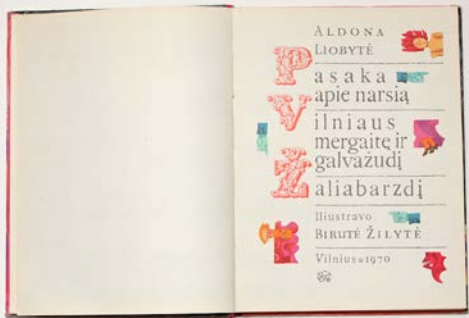 ALDONA
LIOBYTĖ
Pasaka
apie narsią
Vilniaus
mergaitę ir
galvažudį
Žaliabarzdį
Iliustravo
BIRUTĖ ŽILYTĖ
Vilnius 1970